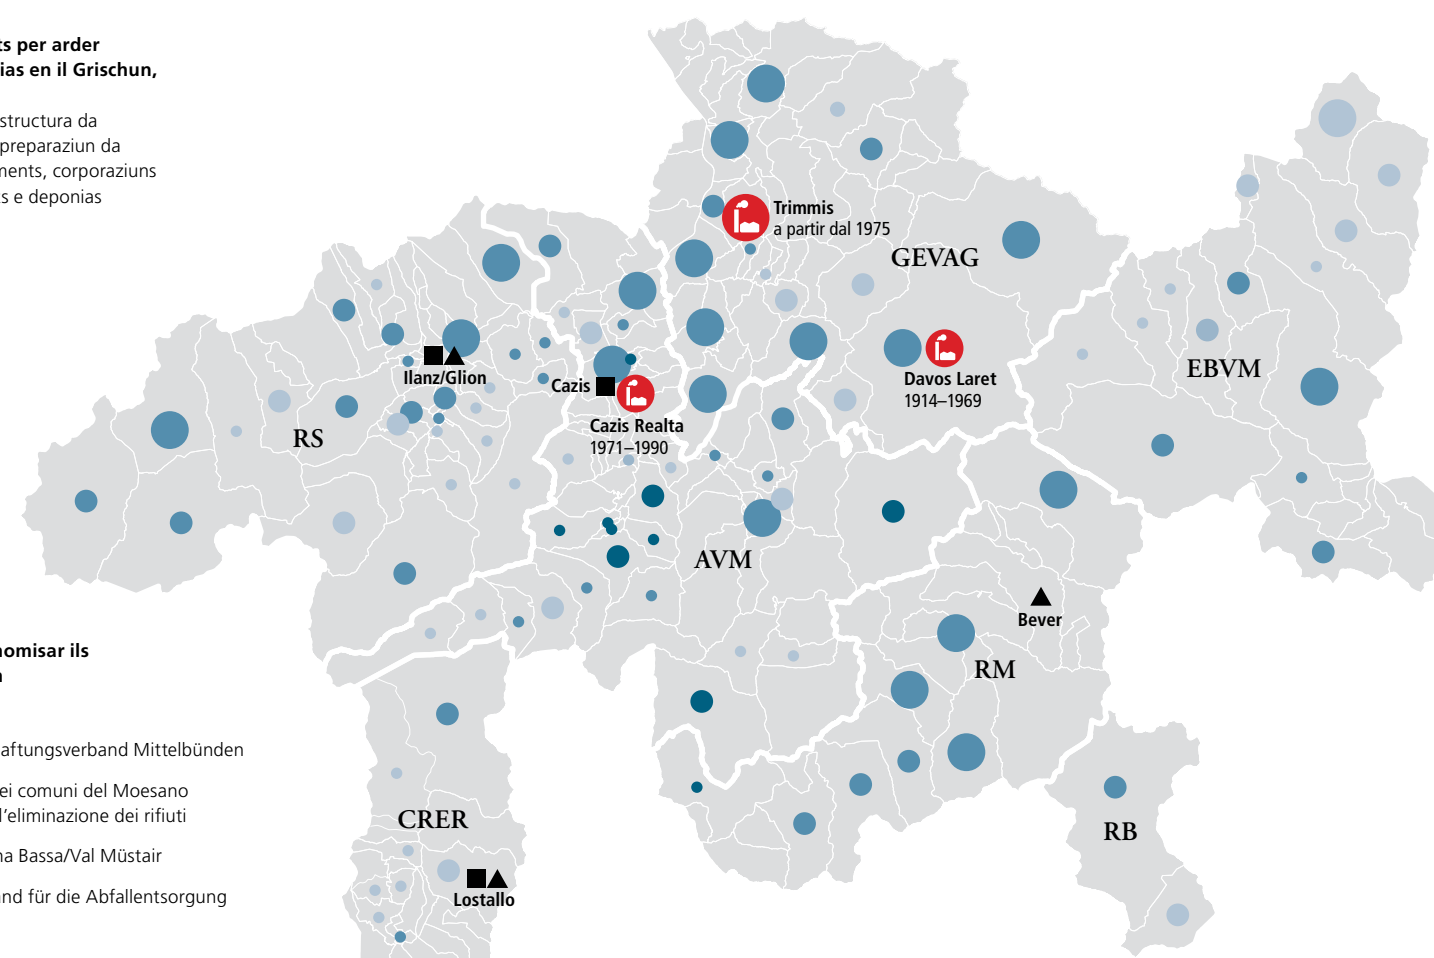 ts per arder
ias en il Grischun,
structura da
preparaziun da
ments, corporaziuns
s e deponias
Trimmis
a partir dal 1975
GEVAG
Davos Laret
1914–1969
EBVM
Ilanz/Glion
Cazis
Cazis Realta
1971–1990
RS
AVM
Bever
RM
CRER
Lostallo
RB
nomisar ils
aftungsverband Mittelbünden
ei comuni del Moesano
l’eliminazione dei rifiuti
na Bassa/Val Müstair
nd für die Abfallentsorgung